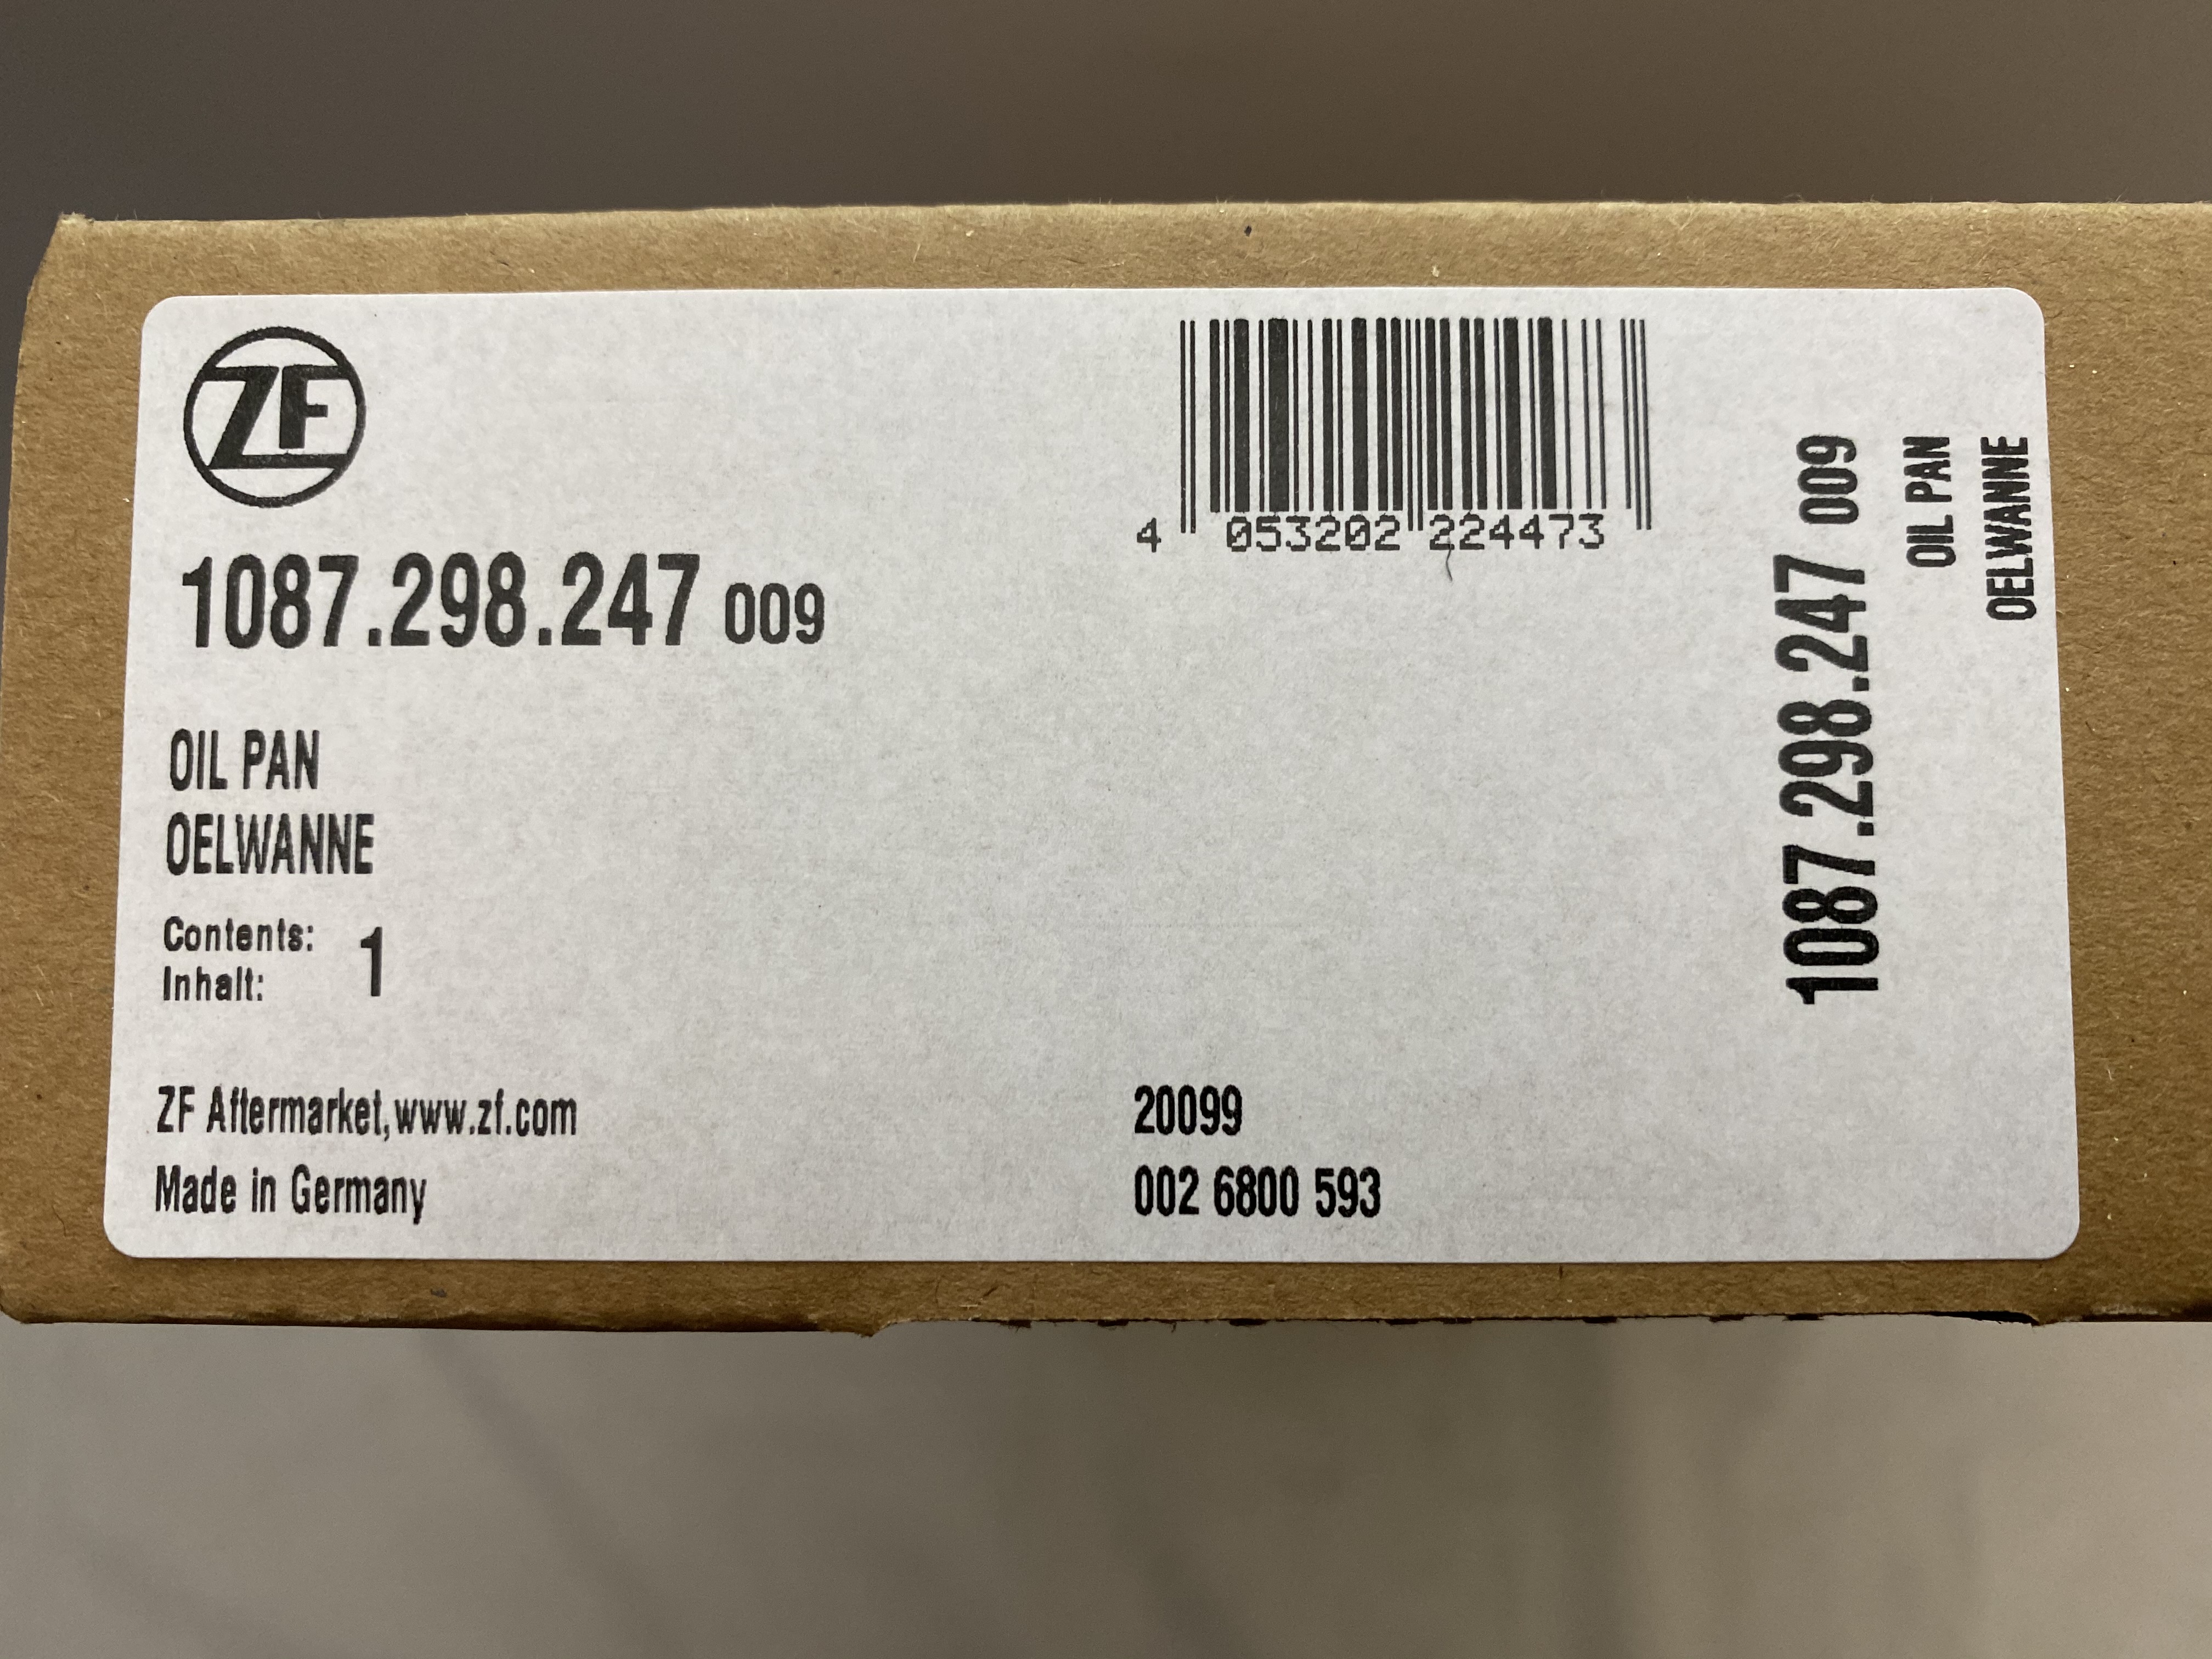 ZF
4 053202 224473
1087.298.247 009
OIL PAN
OELWANNE
Contents: 1
Inhalt:
ZF Aftermarket,www.zf.com
Made in Germany
20099
002 6800 593
1087.298.247 009
OIL PAN
OELWANNE